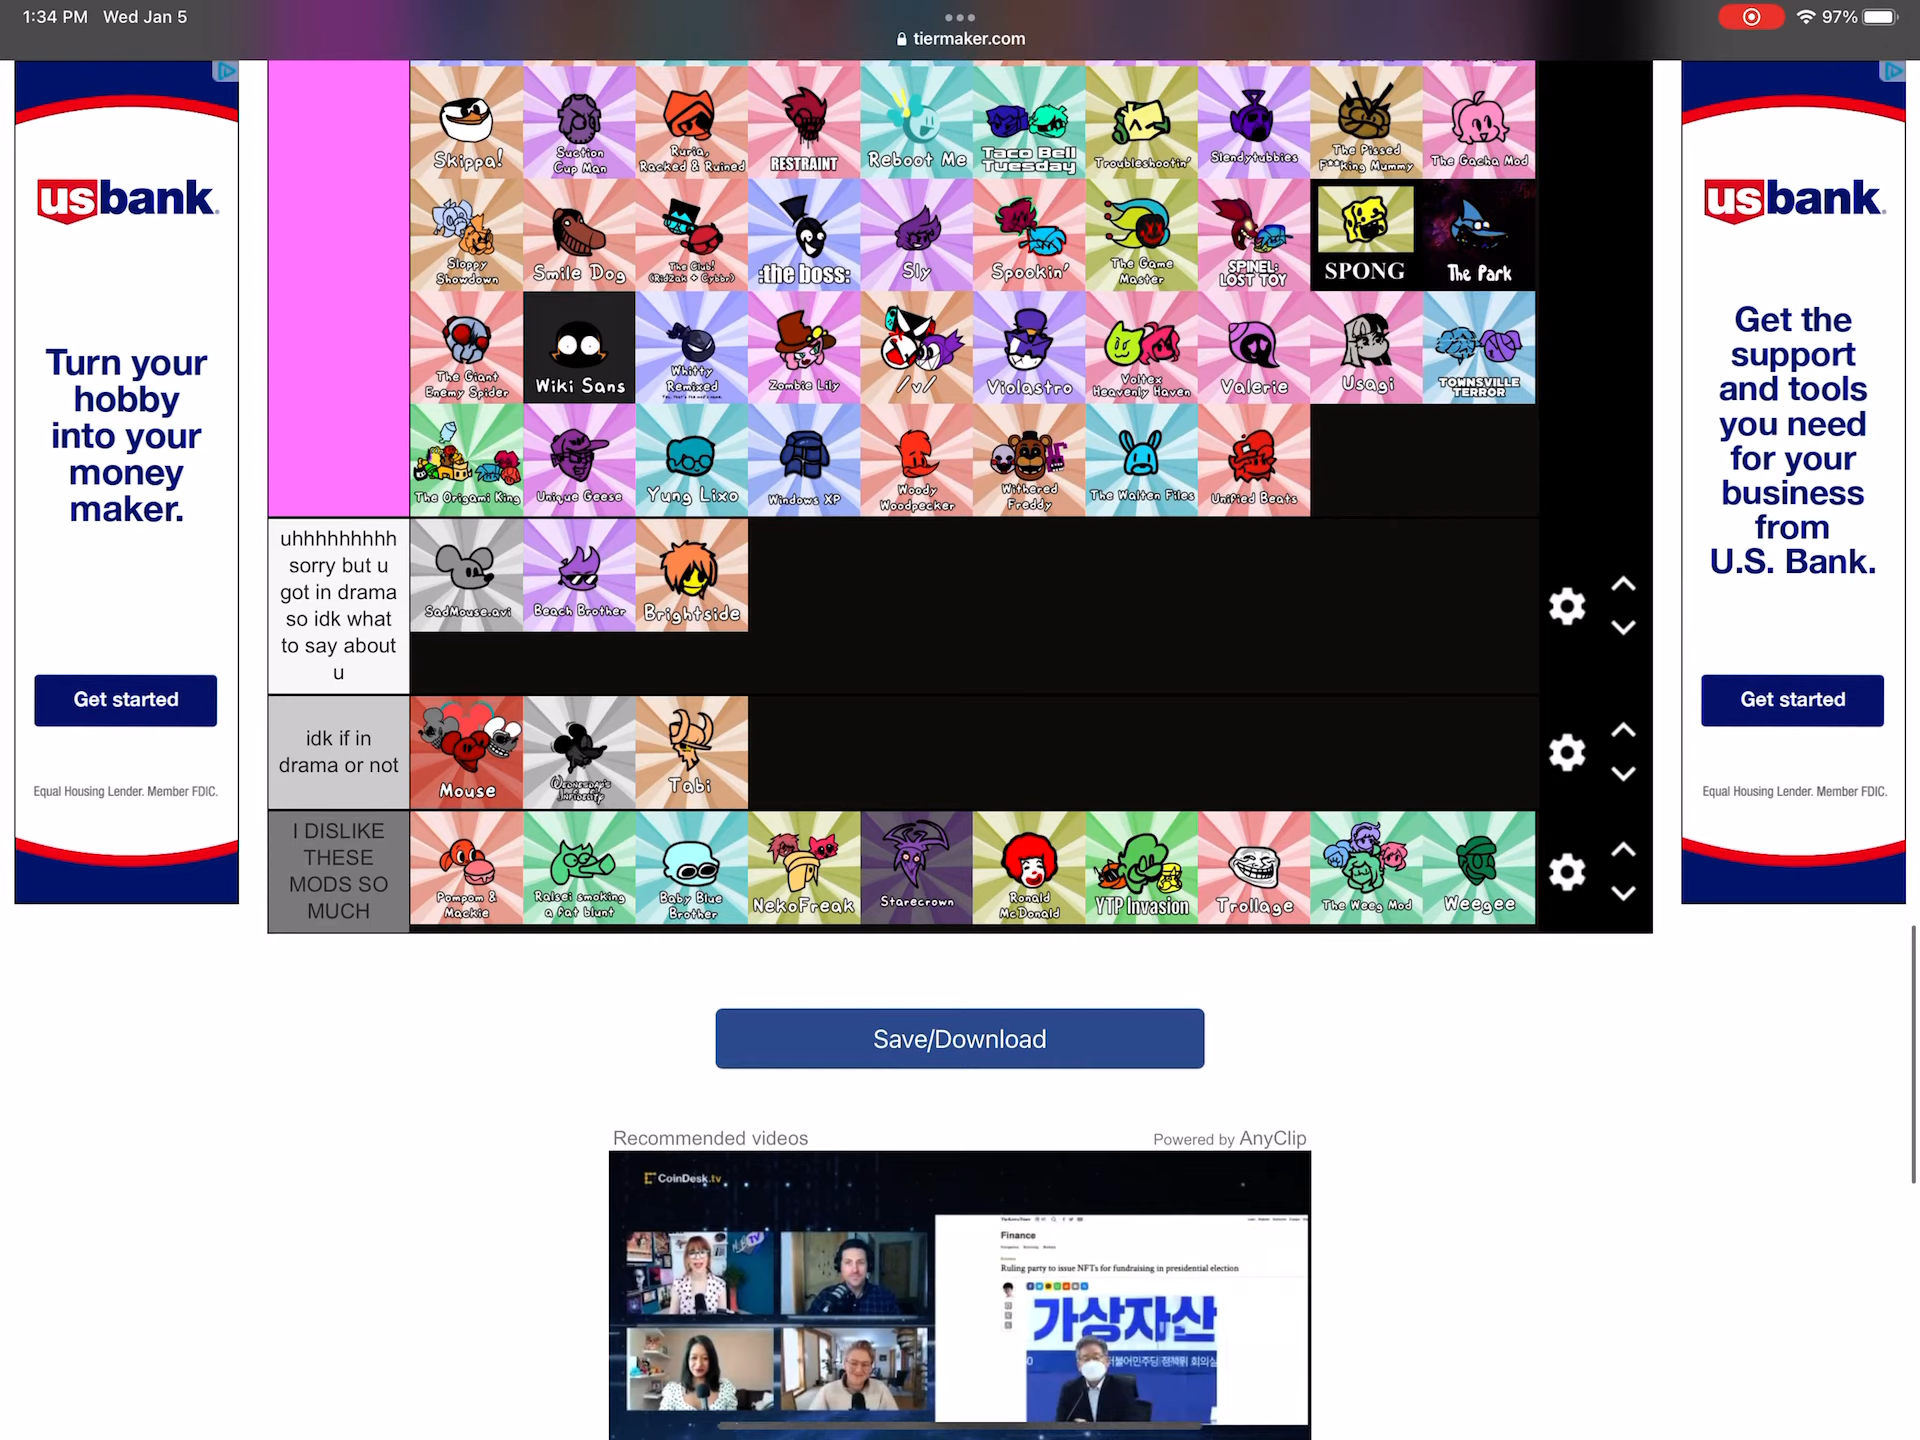 1:34 PM Wed Jan 5
97%
tiermaker.com
usbank
Turn your
hobby
into your
money
maker.
Get started
Equal Housing Lender. Member FDIC.
Skippa!
Suction
Cup Man
Ruria,
Racked & Ruined
RESTRAINT
Reboot Me
Taco Bell
Tuesday
Troubleshootin'
Slendytubbies
The Pissed
F**king Mummy
The Gacha Mod
Sloppy
Showdown
Smile Dog
The Club!
(RidZak + Cybbr)
:the boss:
Sly
Spookin'
The Game
Master
SPINEL:
LOST TOY
SPONG
The Park
The Giant
Enemy Spider
Wiki Sans
Whitty
Remixed
Zombie Lily
/v/
Violastro
Voltex
Heavenly Haven
Valerie
Usagi
TOWNSVILLE
TERROR
The Origami King
Unique Geese
Yung Lixo
Windows XP
Woody
Woodpecker
Withered
Freddy
The Walten Files
Unified Beats
uhhhhhhhhh
sorry but u
got in drama
so idk what
to say about
u
SadMouse.avi
Beach Brother
Brightside
idk if in
drama or not
Mouse
Wednesday's
Infidelity
Tabi
I DISLIKE
THESE
MODS SO
MUCH
Pompom &
Mackie
Ralsei smoking
a fat blunt
Baby Blue
Brother
NekoFreak
Starecrown
Ronald
McDonald
YTP Invasion
Trollage
The Weeg Mod
Weegee
usbank
Get the
support
and tools
you need
for your
business
from
U.S. Bank.
Get started
Equal Housing Lender. Member FDIC.
Save/Download
Recommended videos
Powered by AnyClip
CoinDesk.tv
Finance
Ruling party to issue NFTs for fundraising in presidential election
가상자산